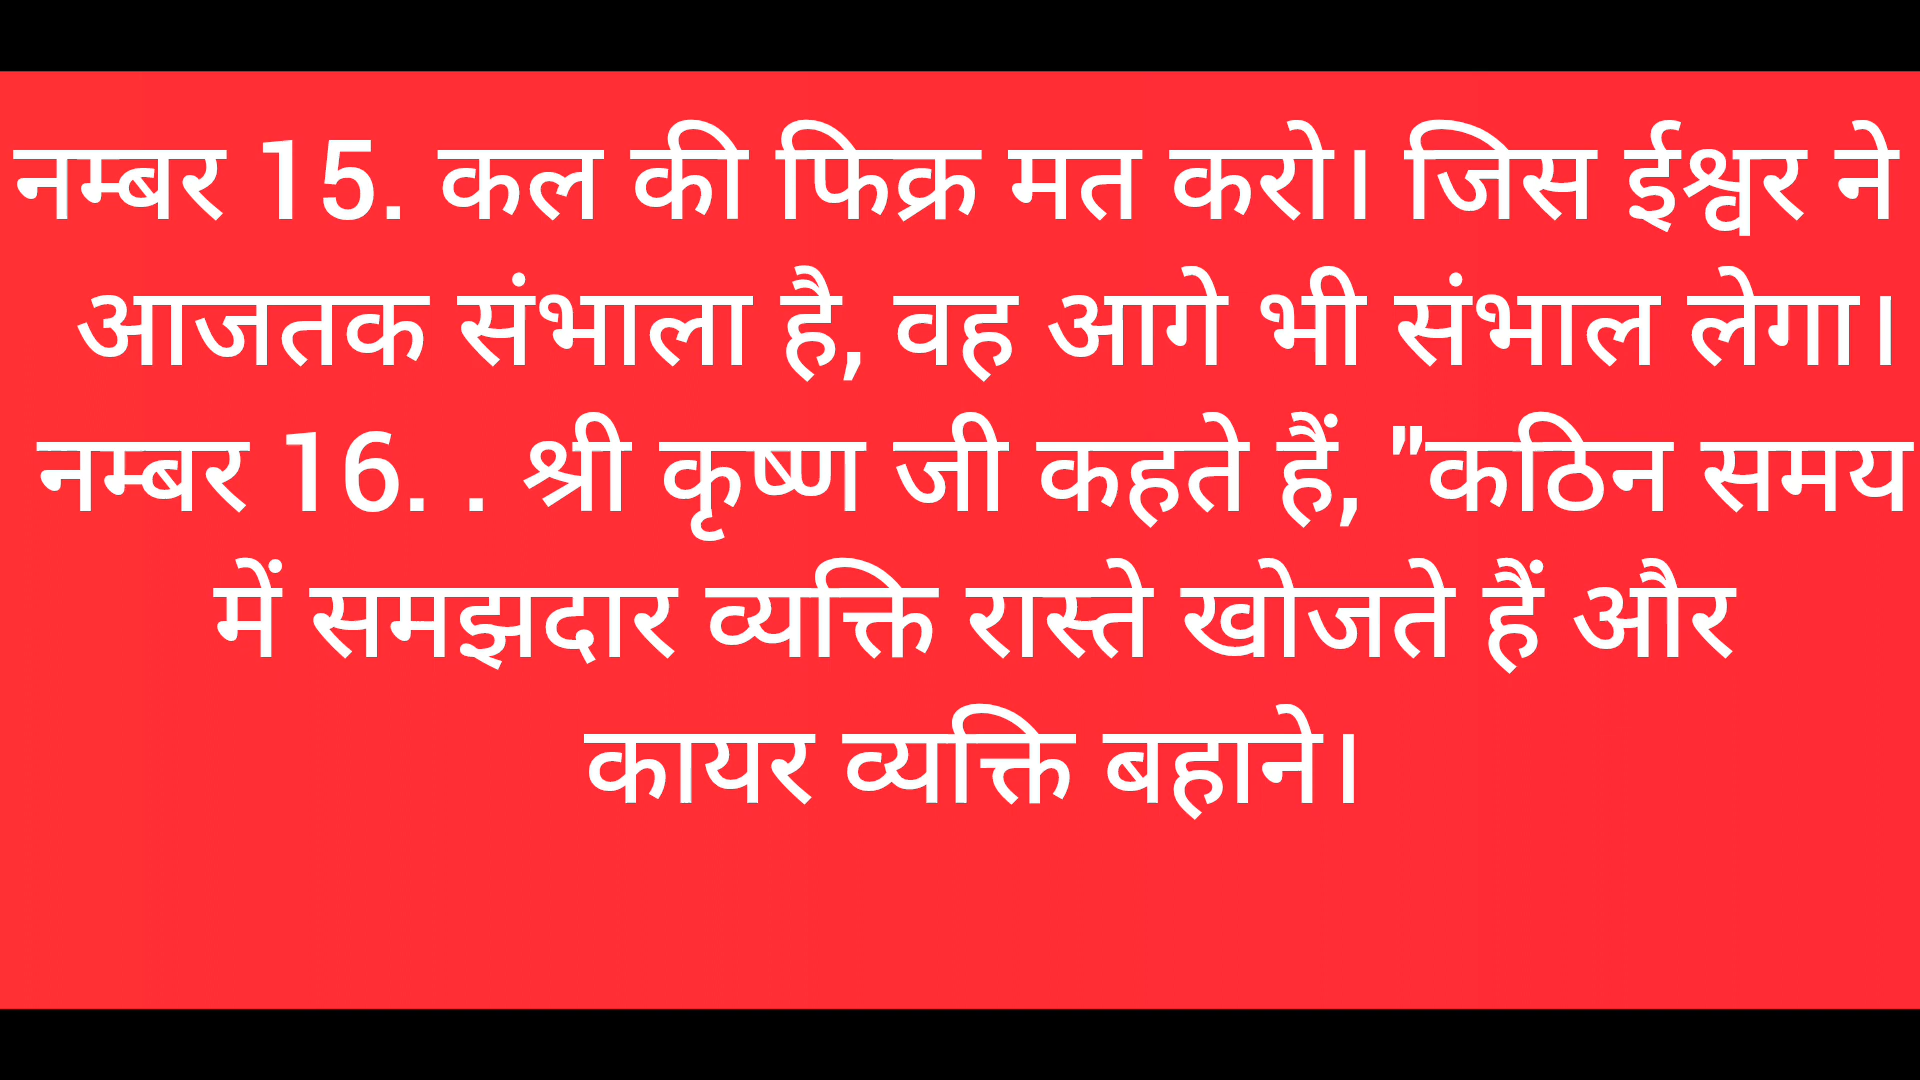 नम्बर 15. कल की फिक्र मत करो। जिस ईश्वर ने
आजतक संभाला है, वह आगे भी संभाल लेगा।
नम्बर 16. . श्री कृष्ण जी कहते हैं, "कठिन समय
में समझदार व्यक्ति रास्ते खोजते हैं और
कायर व्यक्ति बहाने।